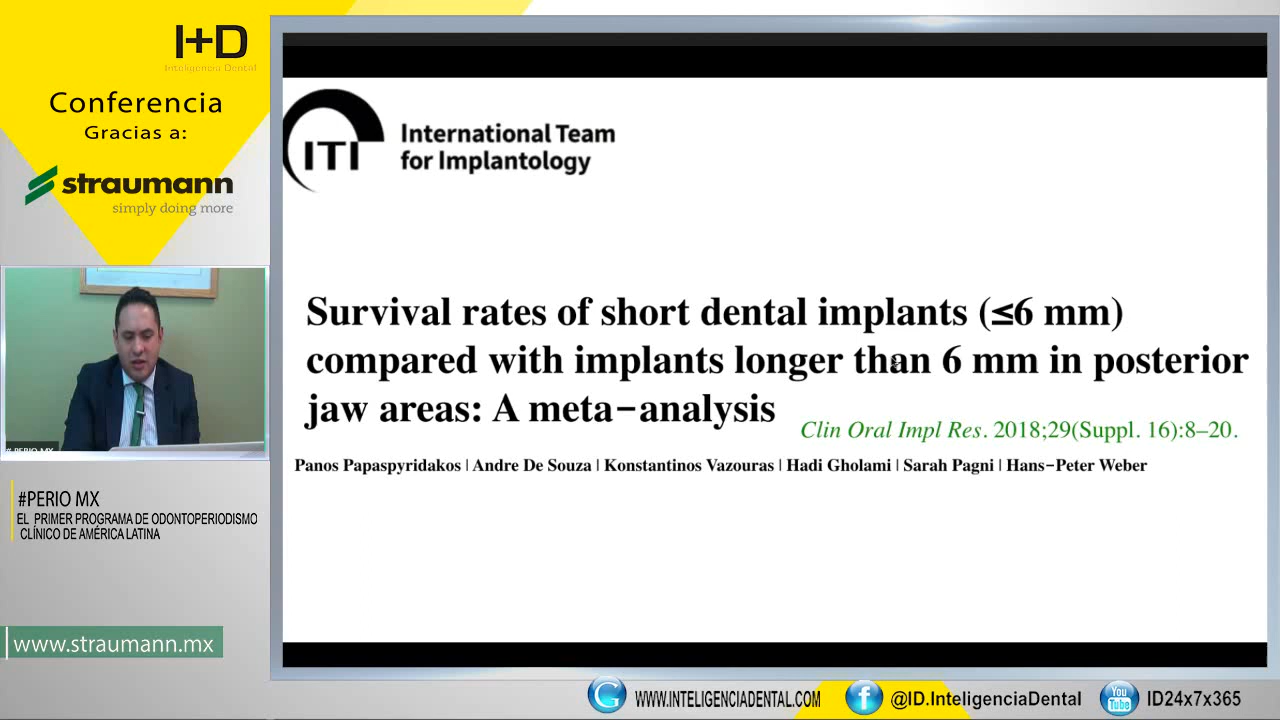 I+D
Inteligencia Dental
Conferencia
Gracias a:
straumann
simply doing more
# PERIO MX
#PERIO MX
EL PRIMER PROGRAMA DE ODONTOPERIODISMO
CLÍNICO DE AMÉRICA LATINA
www.straumann.mx
ITI
International Team
for Implantology
Survival rates of short dental implants (≤6 mm)
compared with implants longer than 6 mm in posterior
jaw areas: A meta−analysis
Clin Oral Impl Res. 2018;29(Suppl. 16):8–20.
Panos Papaspyridakos | Andre De Souza | Konstantinos Vazouras | Hadi Gholami | Sarah Pagni | Hans−Peter Weber
WWW.INTELIGENCIADENTAL.COM
f @ID.InteligenciaDental
You Tube ID24x7x365